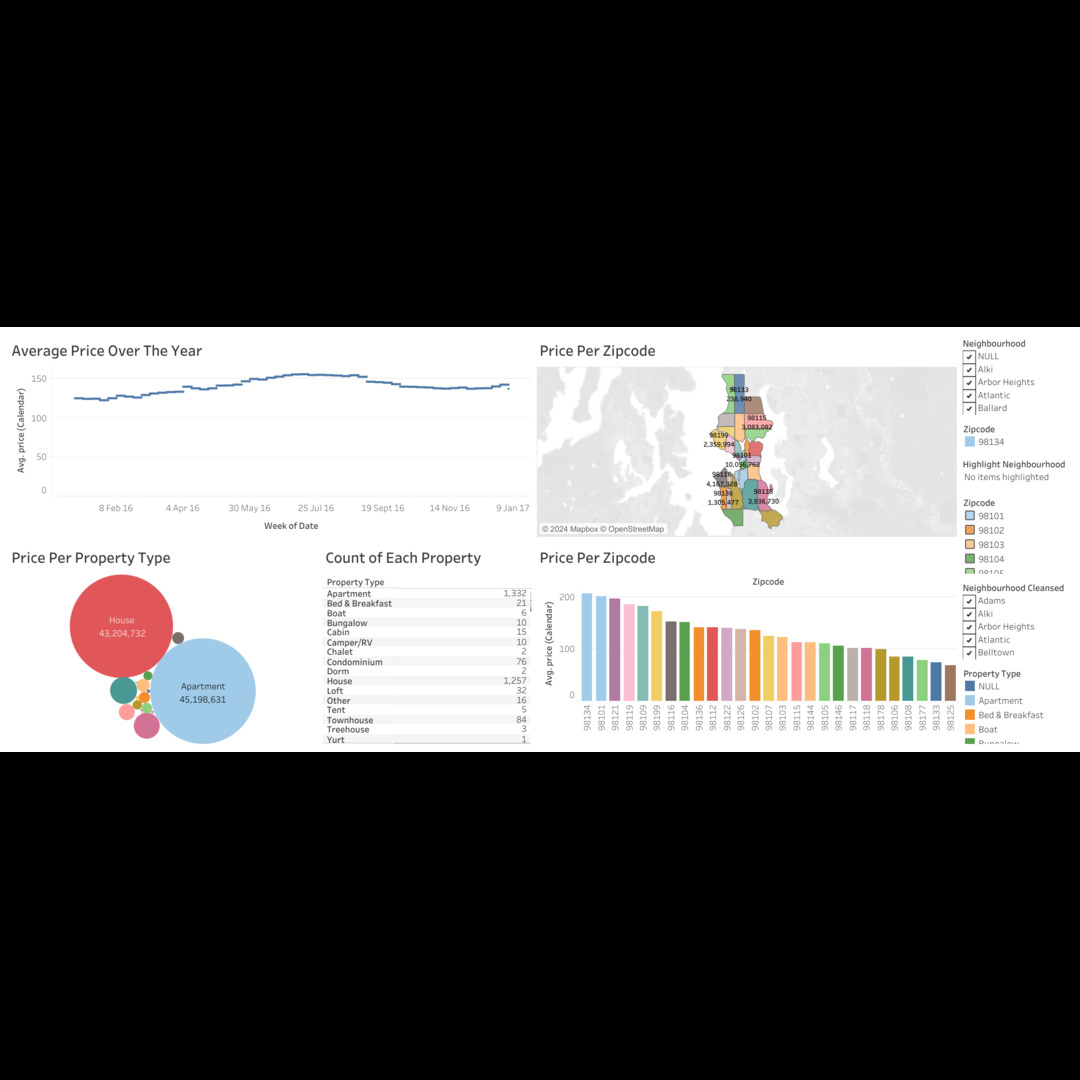 Average Price Over The Year
Avg. price (Calendar)
150
100
50
0
8 Feb 16
4 Apr 16
30 May 16
25 Jul 16
19 Sept 16
14 Nov 16
9 Jan 17
Week of Date
Price Per Zipcode
98133
98115
3,083,082
98199
2,359,994
98101
4,167,328
98136
1,305,477
98118
3,936,730
© 2024 Mapbox © OpenStreetMap
Neighbourhood
NULL
Alki
Arbor Heights
Atlantic
Ballard
Zipcode
98134
Highlight Neighbourhood
No items highlighted
Zipcode
98101
98102
98103
98104
98105
Price Per Property Type
House
43,204,732
Apartment
45,198,631
Count of Each Property
Property Type
Apartment 1,332
Bed & Breakfast 21
Boat 6
Bungalow 10
Cabin 15
Camper/RV 10
Chalet 2
Condominium 76
Dorm 2
House 1,257
Loft 32
Other 16
Tent 5
Townhouse 84
Treehouse 3
Yurt 1
Price Per Zipcode
Zipcode
Avg. price (Calendar)
200
100
0
98134
98101
98121
98119
98109
98199
98116
98104
98136
98112
98122
98126
98102
98107
98103
98115
98144
98105
98146
98117
98118
98178
98106
98108
98177
98133
98125
Neighbourhood Cleansed
Adams
Alki
Arbor Heights
Atlantic
Belltown
Property Type
NULL
Apartment
Bed & Breakfast
Boat
Bungalow